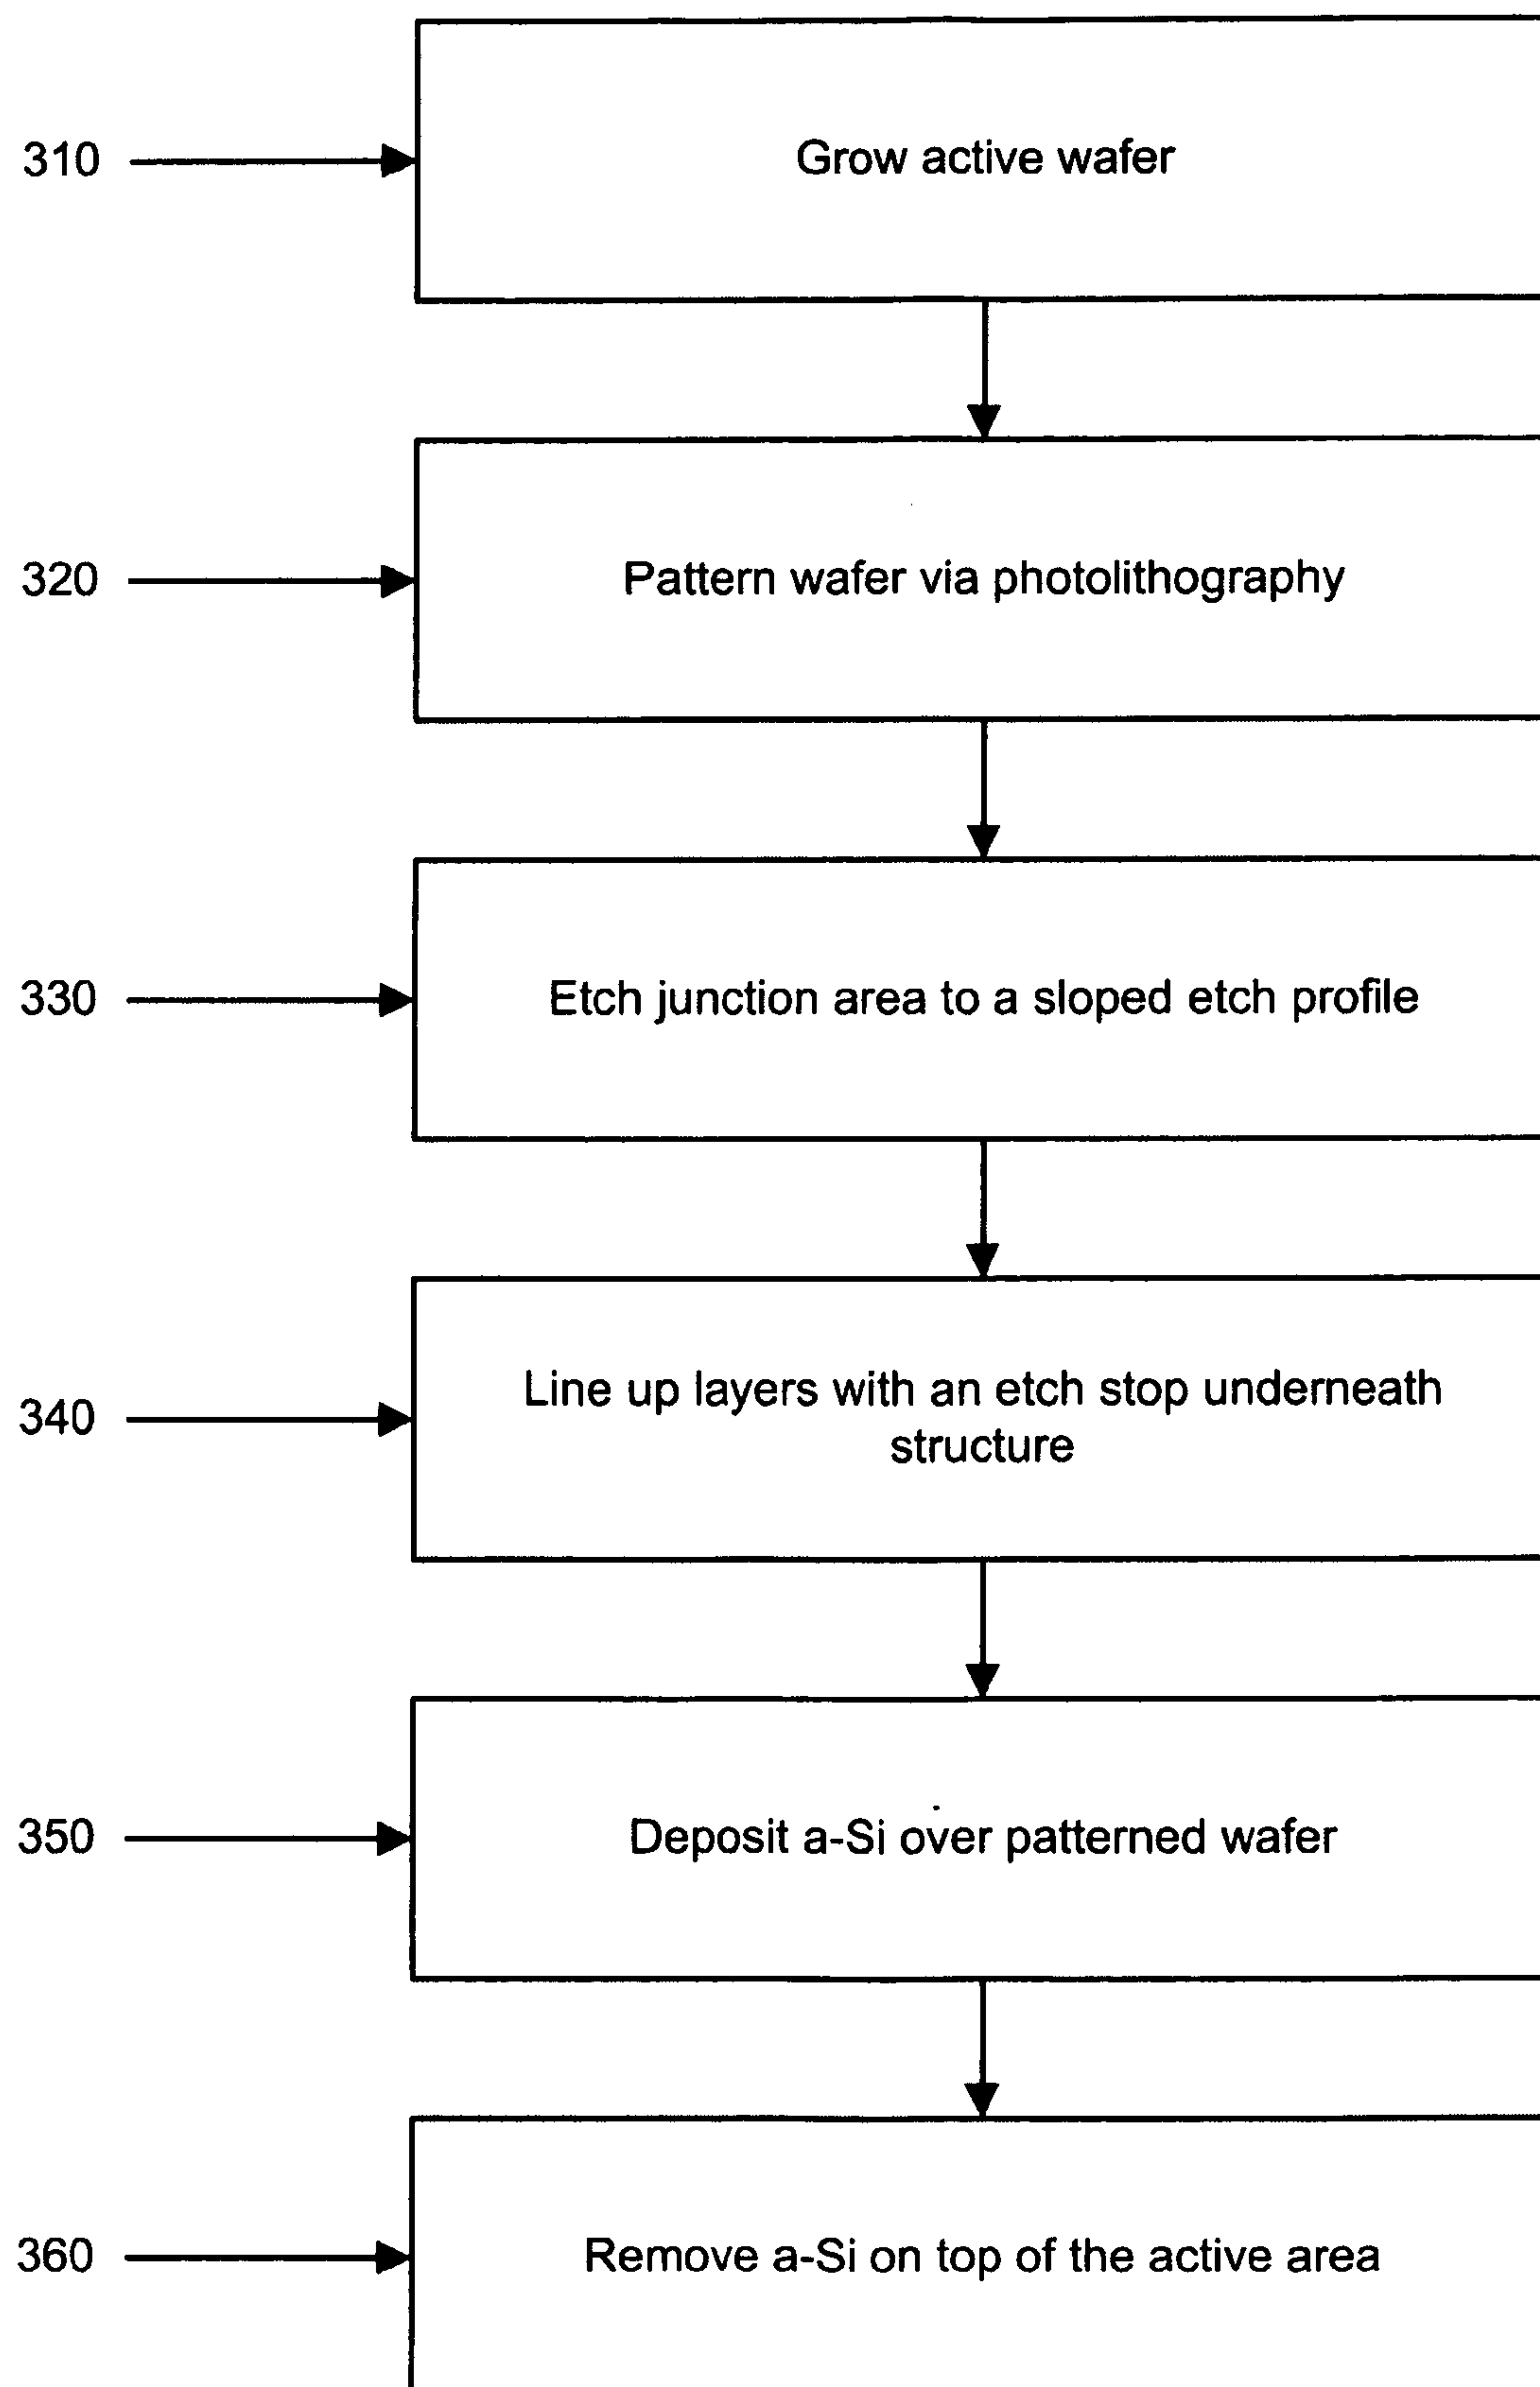 310
Grow active wafer
320
Pattern wafer via photolithography
330
Etch junction area to a sloped etch profile
340
Line up layers with an etch stop underneath
structure
350
Deposit a-Si over patterned wafer
360
Remove a-Si on top of the active area